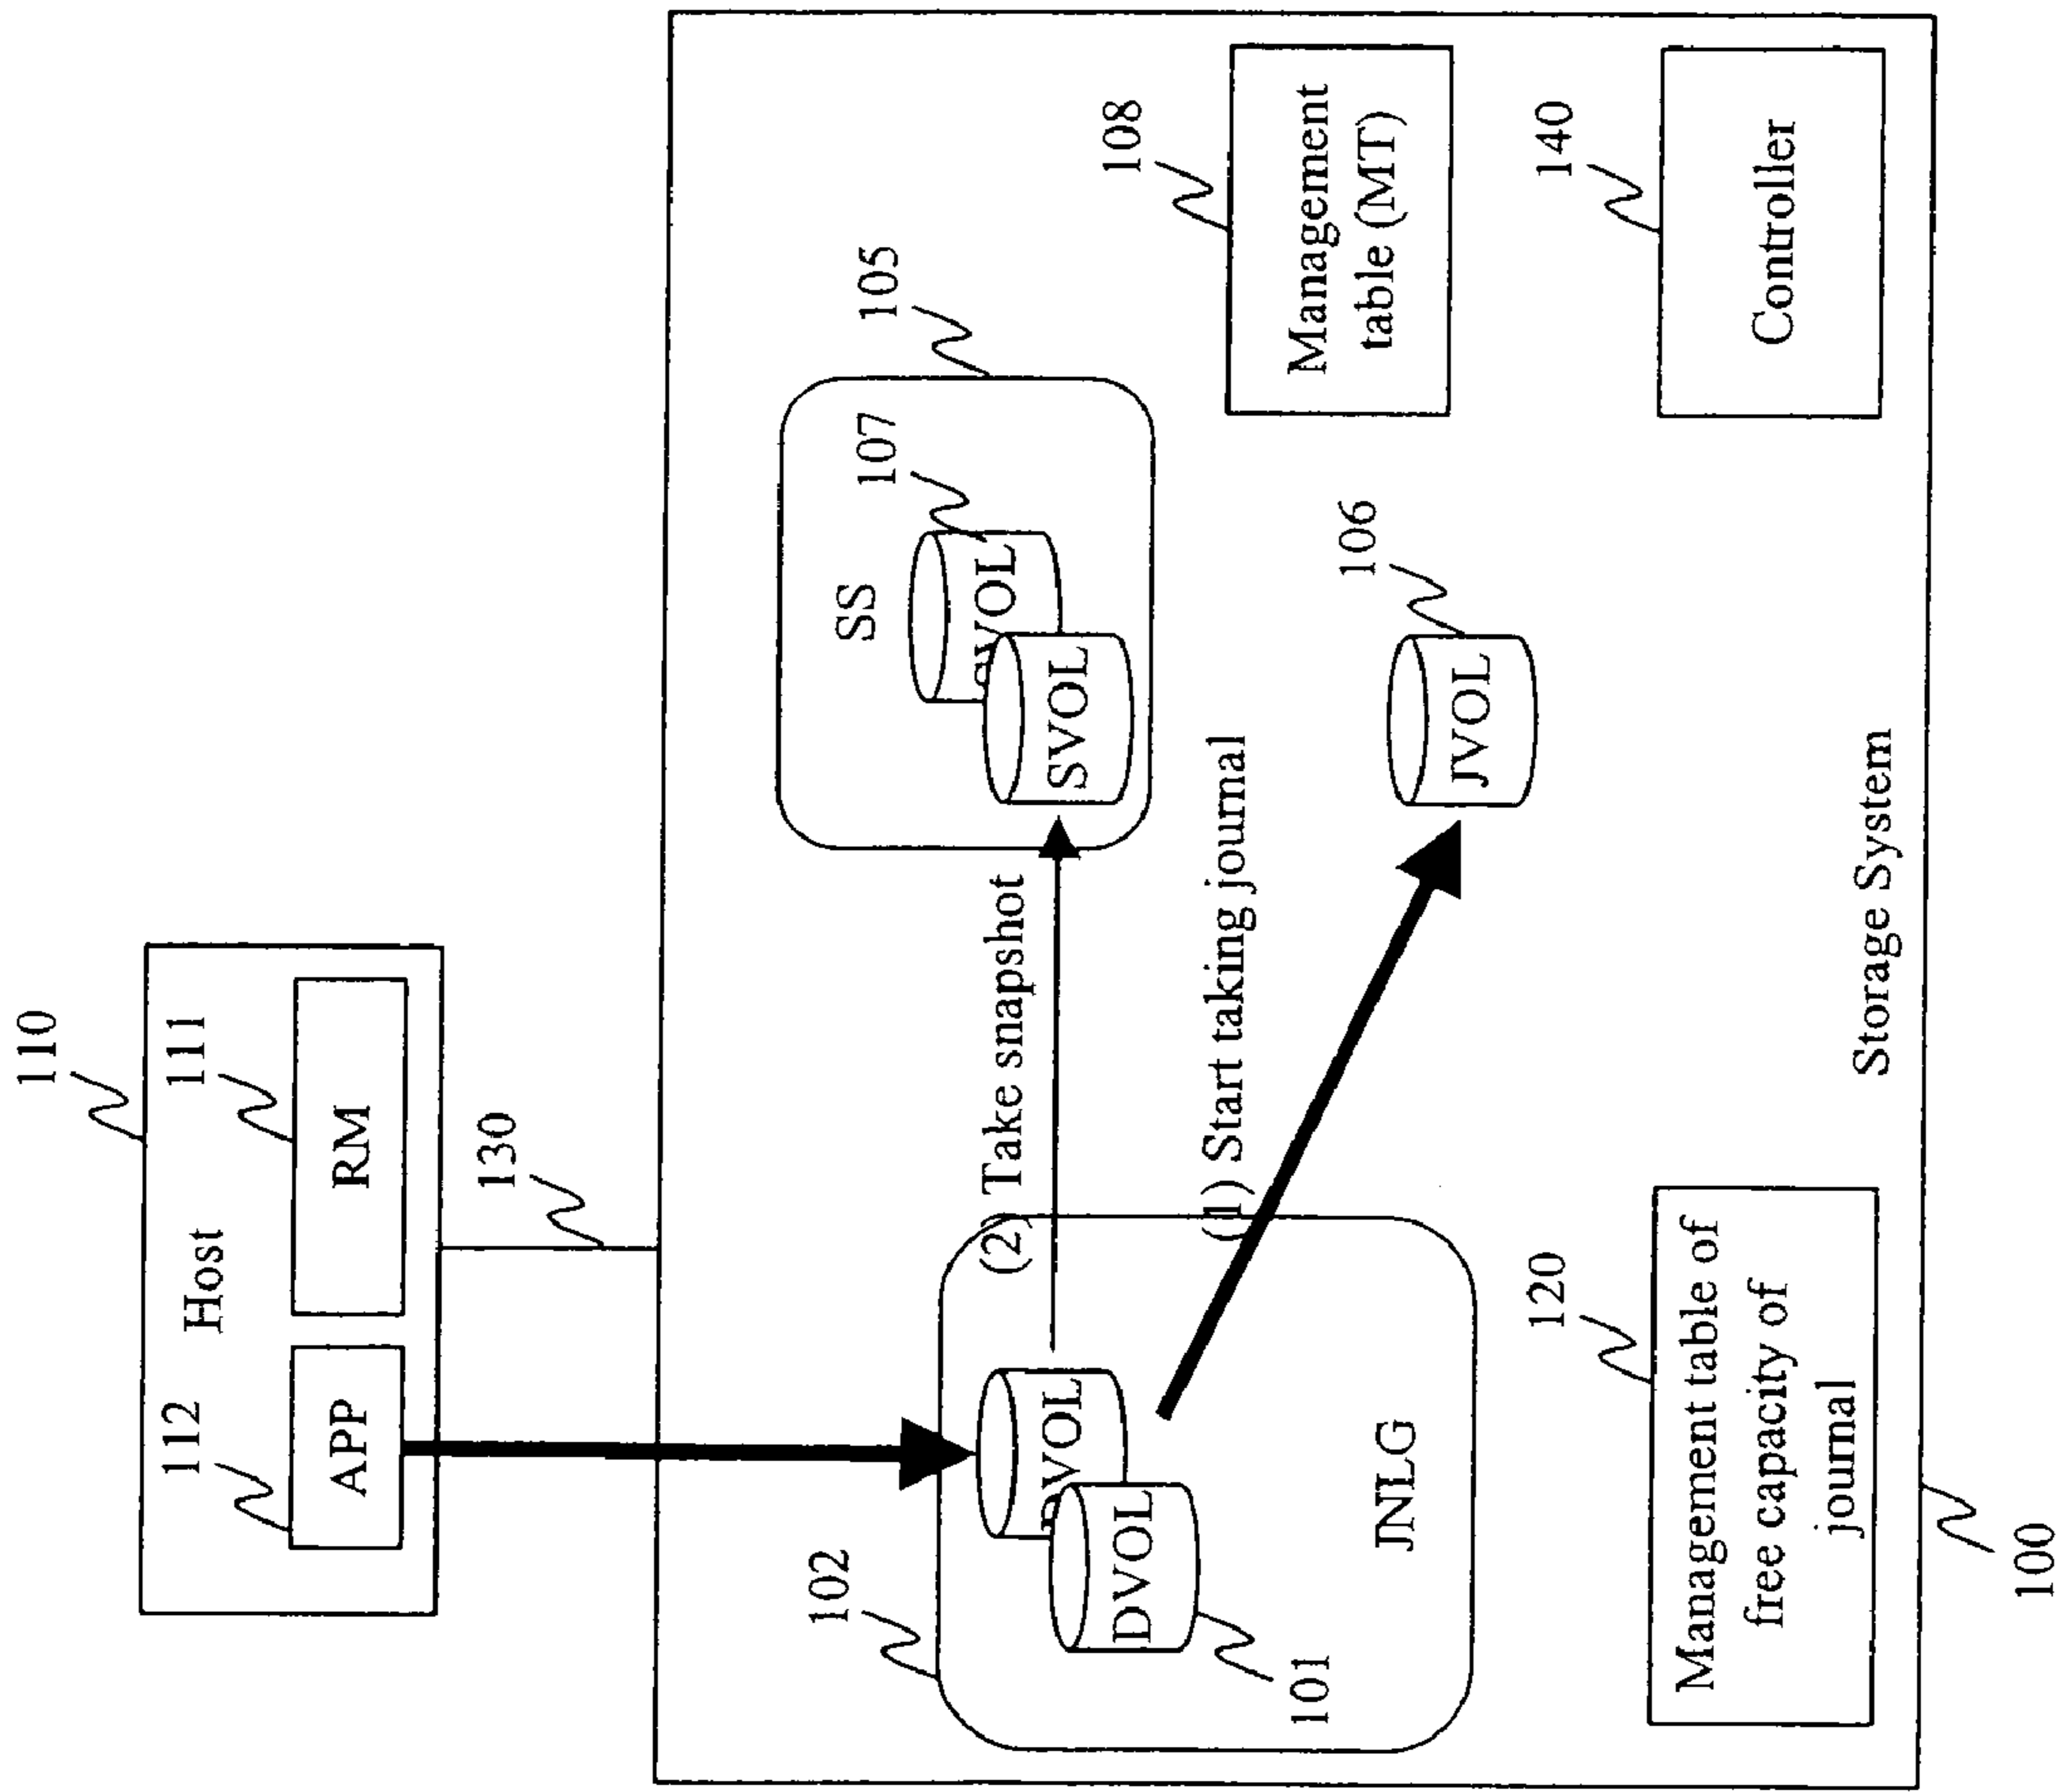 110
Host
112
APP
111
RM
130
102
DVOL
DVOL
101
JNLG
(2) Take snapshot
(1) Start taking journal
105
SS
107
SVOL
SVOL
106
JVOL
108
Management
table (MT)
140
Controller
120
Management table of
free capacity of
journal
Storage System
100